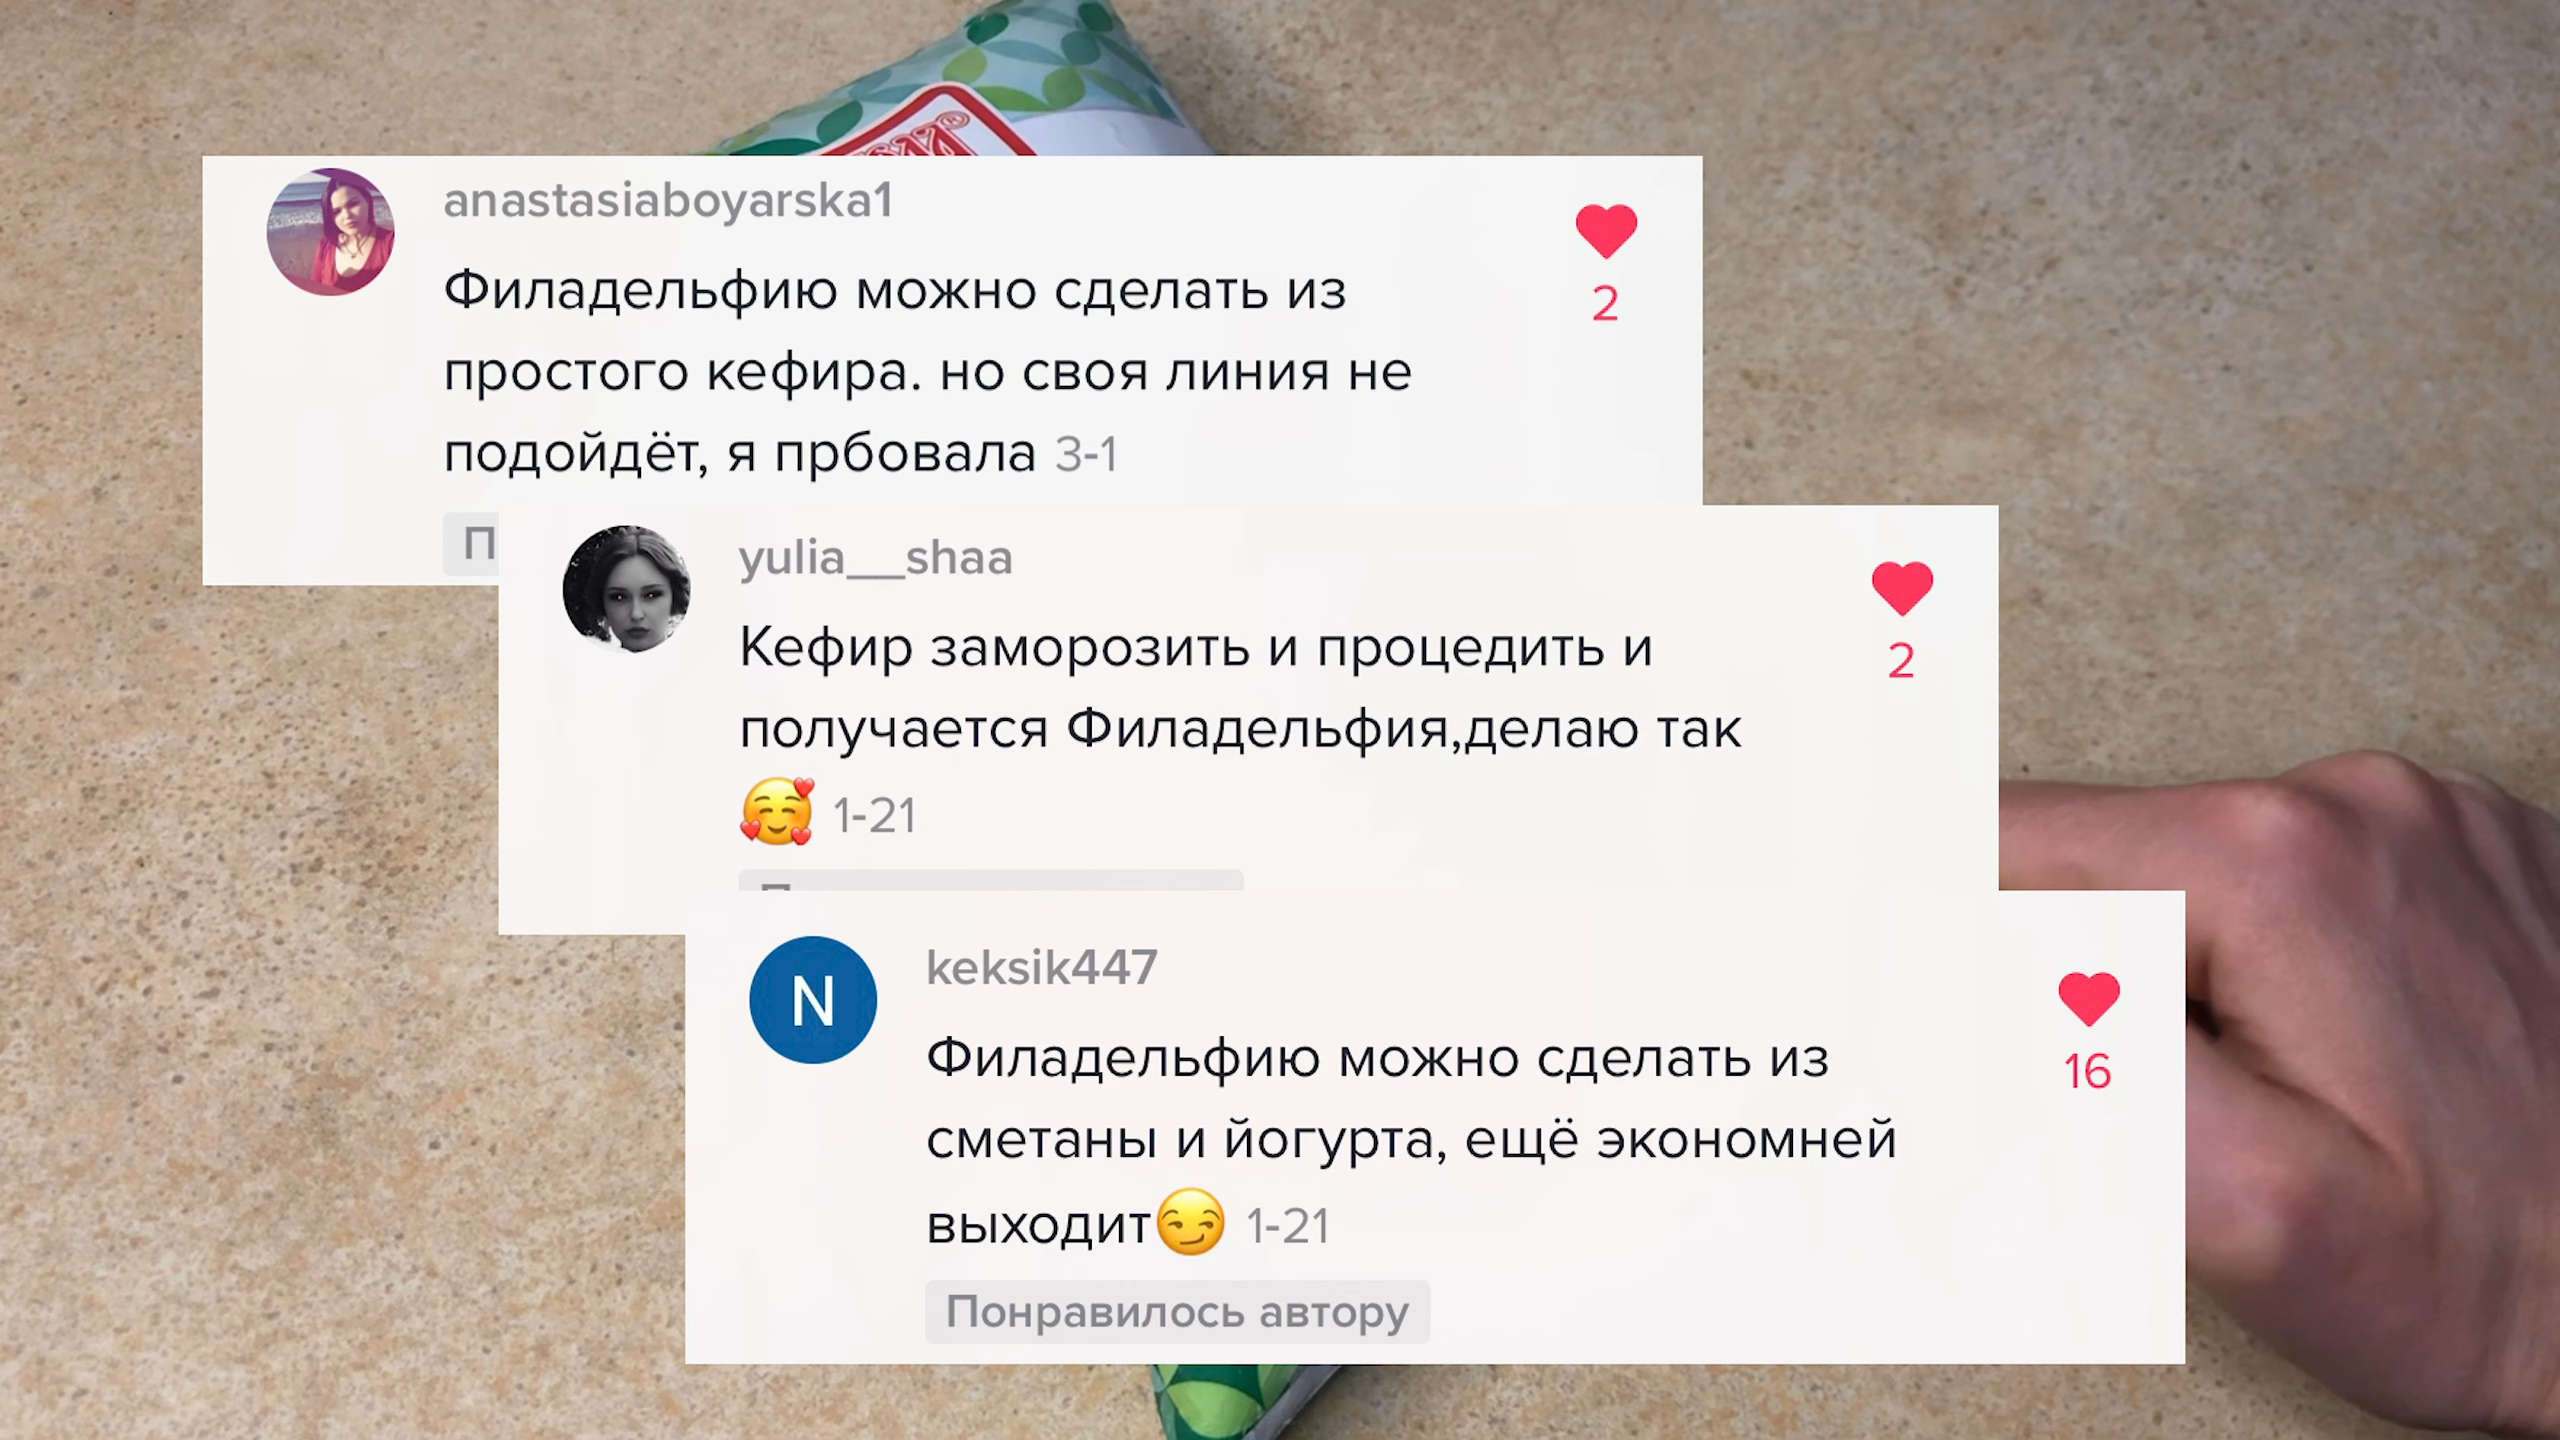 anastasiaboyarska1
Филадельфию можно сделать из
простого кефира. но своя линия не
подойдёт, я прбовала 3-1
2
yulia__shaa
Кефир заморозить и процедить и
получается Филадельфия,делаю так
🥰 1-21
2
keksik447
Филадельфию можно сделать из
сметаны и йогурта, ещё экономней
выходит😏 1-21
16
Понравилось автору
N